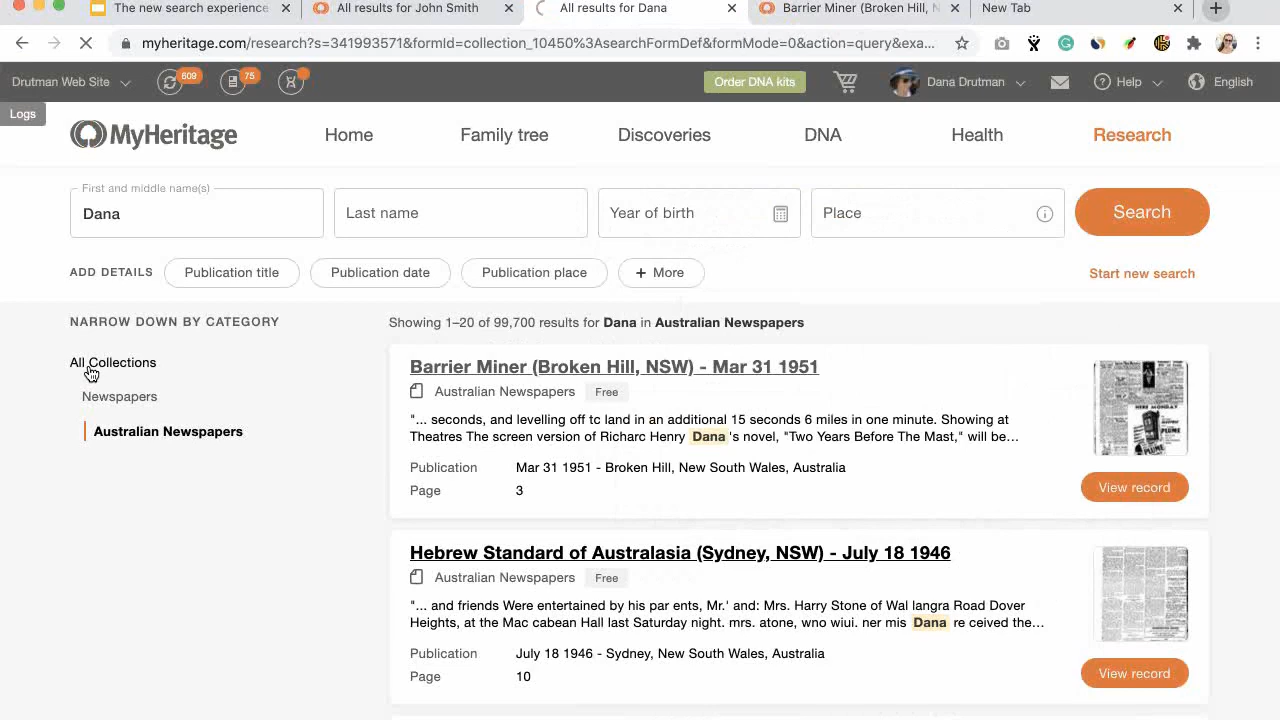 The new search experience
All results for John Smith
All results for Dana
Barrier Miner (Broken Hill, N
New Tab
myheritage.com/research?s=341993571&formId=collection_10450%3AsearchFormDef&formMode=0&action=query&exa...
Drutman Web Site
609
75
Order DNA kits
Dana Drutman
Help
English
Logs
MyHeritage
Home
Family tree
Discoveries
DNA
Health
Research
First and middle name(s)
Dana
Last name
Year of birth
Place
Search
ADD DETAILS
Publication title
Publication date
Publication place
+ More
Start new search
NARROW DOWN BY CATEGORY
All Collections
Newspapers
Australian Newspapers
Showing 1–20 of 99,700 results for Dana in Australian Newspapers
Barrier Miner (Broken Hill, NSW) - Mar 31 1951
Australian Newspapers Free
"... seconds, and levelling off to land in an additional 15 seconds 6 miles in one minute. Showing at
Theatres The screen version of Richarc Henry Dana 's novel, "Two Years Before The Mast," will be...
Publication Mar 31 1951 - Broken Hill, New South Wales, Australia
Page 3
View record
Hebrew Standard of Australasia (Sydney, NSW) - July 18 1946
Australian Newspapers Free
"... and friends Were entertained by his par ents, Mr.' and: Mrs. Harry Stone of Wal langra Road Dover
Heights, at the Mac cabean Hall last Saturday night. mrs. atone, wno wiui. ner mis Dana re ceived the...
Publication July 18 1946 - Sydney, New South Wales, Australia
Page 10
View record